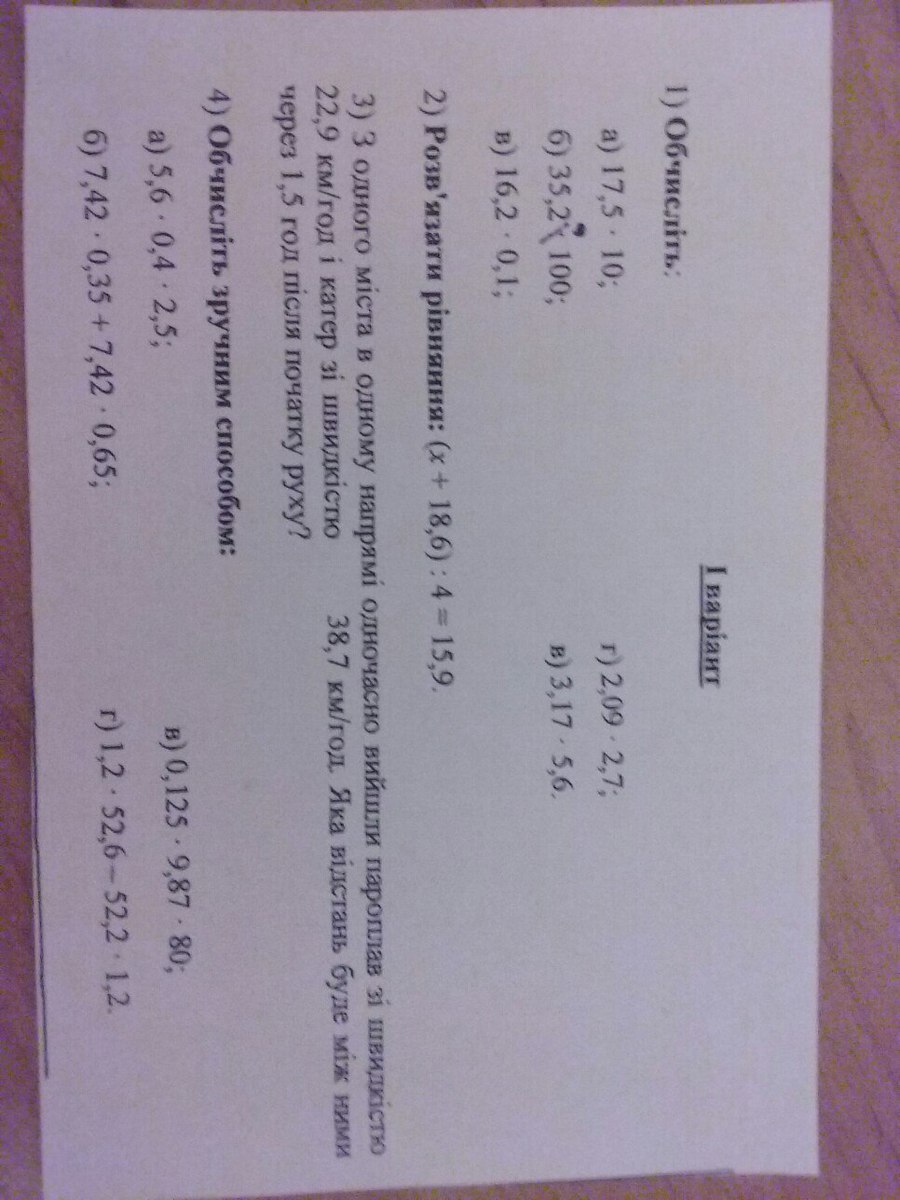 І варіант
1) Обчисліть:
а) 17,5 · 10; г) 2,09 · 2,7;
б) 35,2 \ 100; в) 3,17 · 5,6.
в) 16,2 · 0,1;
2) Розв'язати рівняння: (x + 18,6) : 4 = 15,9.
3) З одного міста в одному напрямі одночасно вийшли пароплав зі швидкістю
22,9 км/год і катер зі швидкістю 38,7 км/год. Яка відстань буде між ними
через 1,5 год після початку руху?
4) Обчисліть зручним способом:
а) 5,6 · 0,4 · 2,5; в) 0,125 · 9,87 · 80;
б) 7,42 · 0,35 + 7,42 · 0,65; г) 1,2 · 52,6 – 52,2 · 1,2.